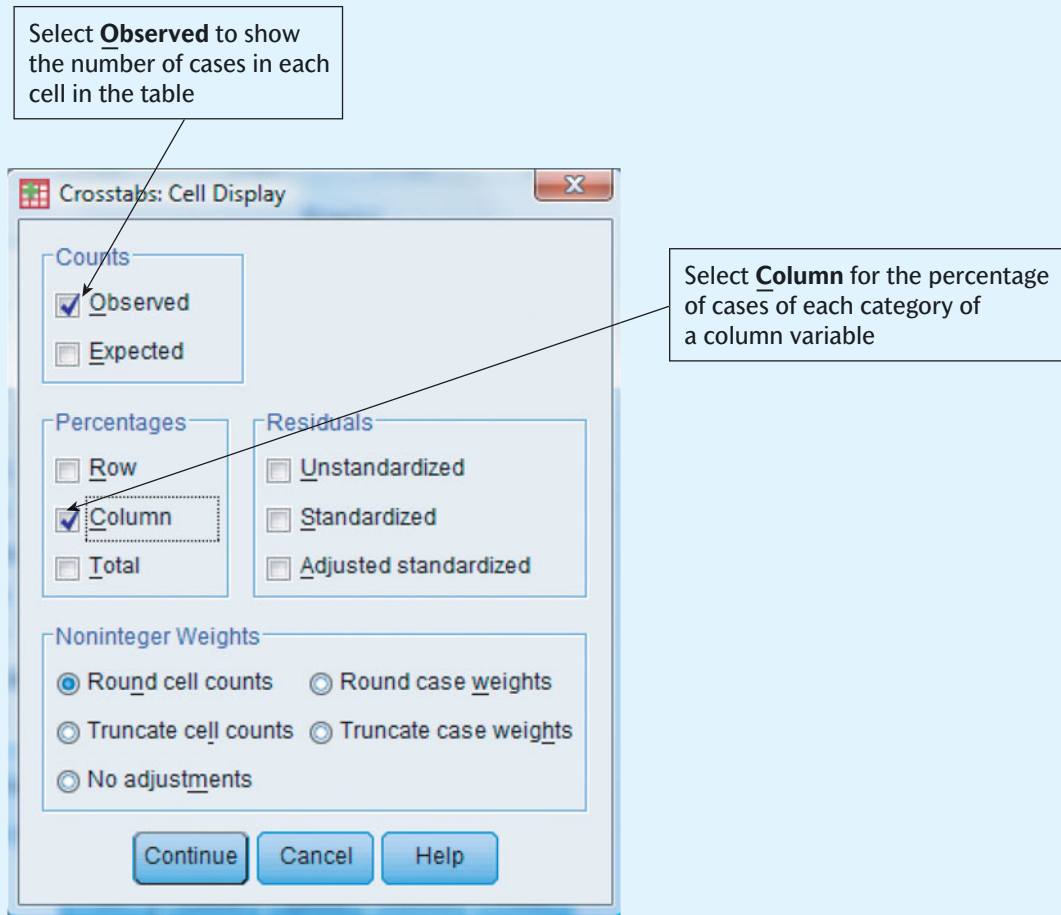 Select Observed to show
the number of cases in each
cell in the table
Crosstabs: Cell Display
Counts
Observed
Expected
Select Column for the percentage
of cases of each category of
a column variable
Percentages
Row
Column
Total
Residuals
Unstandardized
Standardized
Adjusted standardized
Noninteger Weights
Round cell counts Round case weights
Truncate cell counts Truncate case weights
No adjustments
Continue Cancel Help